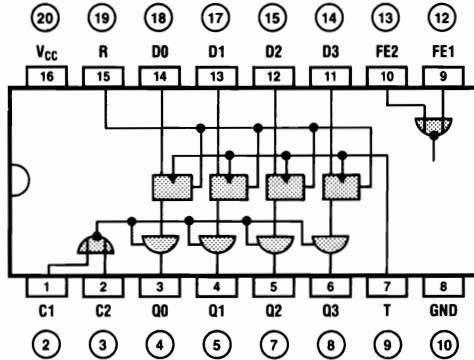 20 19 18 17 15 14 13 12
VCC R D0 D1 D2 D3 FE2 FE1
16 15 14 13 12 11 10 9
1 2 3 4 5 6 7 8
C1 C2 Q0 Q1 Q2 Q3 T GND
2 3 4 5 7 8 9 10